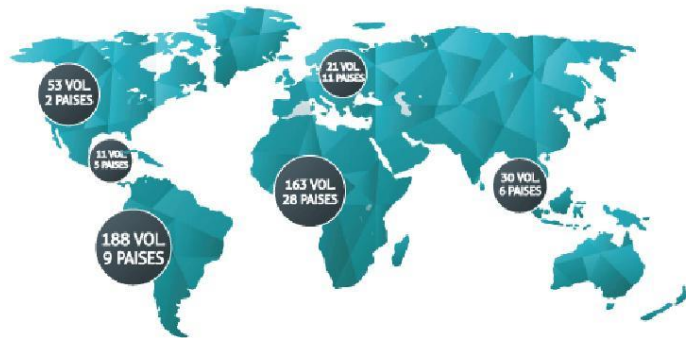 53 VOL.
2 PAISES
21 VOL.
11 PAISES
11 VOL.
5 PAISES
163 VOL.
28 PAISES
30 VOL.
6 PAISES
188 VOL.
9 PAISES